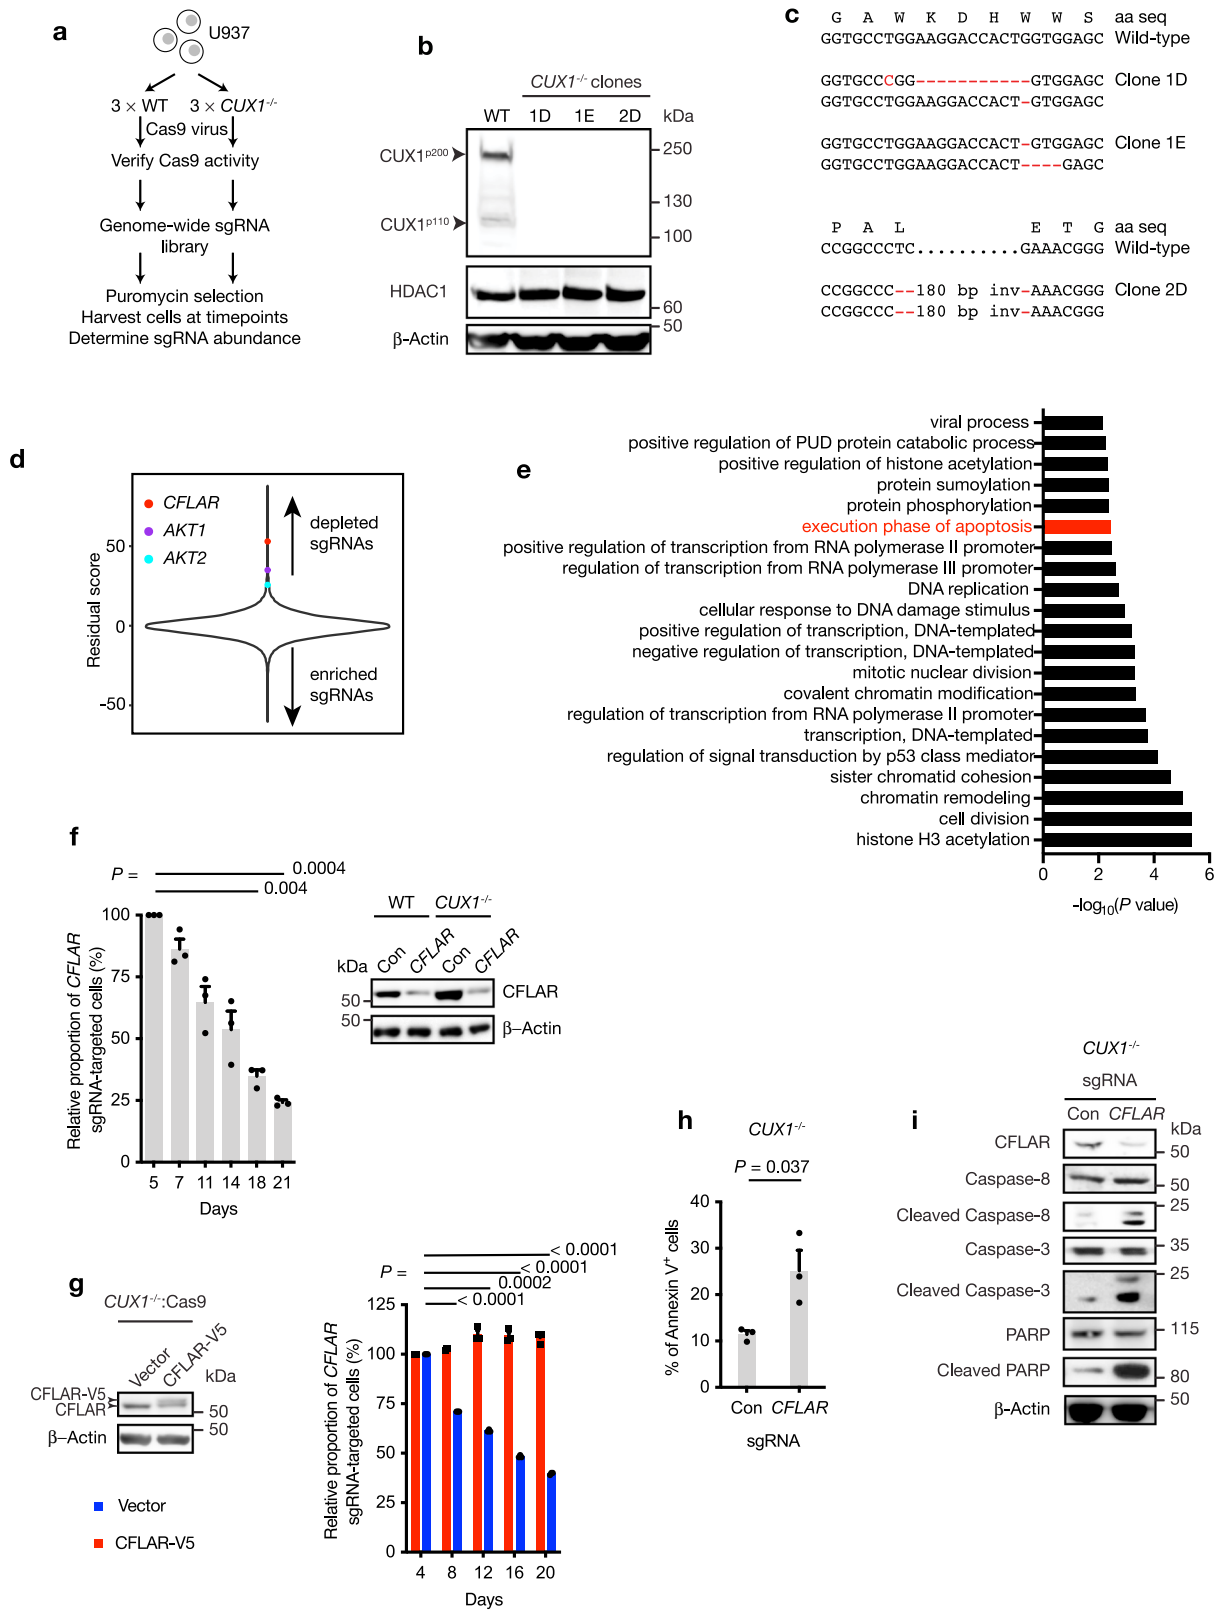 a
U937
3 × WT 3 × CUX1-/-
Cas9 virus
Verify Cas9 activity
Genome-wide sgRNA
library
Puromycin selection
Harvest cells at timepoints
Determine sgRNA abundance
b
CUX1-/- clones
WT 1D 1E 2D kDa
CUX1p200
250
130
CUX1p110
100
HDAC1
60
50
β-Actin
c
G A W K D H W W S aa seq
GGTGCCTGGAAGGACCACTGGTGGAGC Wild-type
GGTGCCCGG-----------GTGGAGC Clone 1D
GGTGCCTGGAAGGACCACT-GTGGAGC
GGTGCCTGGAAGGACCACT-GTGGAGC Clone 1E
GGTGCCTGGAAGGACCACT----GAGC
P A L E T G aa seq
CCGGCCCTC..........GAAACGGG Wild-type
CCGGCCC--180 bp inv-AAACGGG Clone 2D
CCGGCCC--180 bp inv-AAACGGG
d
CFLAR
AKT1
AKT2
depleted
sgRNAs
enriched
sgRNAs
Residual score
50
0
−50
e
viral process
positive regulation of PUD protein catabolic process
positive regulation of histone acetylation
protein sumoylation
protein phosphorylation
execution phase of apoptosis
positive regulation of transcription from RNA polymerase II promoter
regulation of transcription from RNA polymerase III promoter
DNA replication
cellular response to DNA damage stimulus
positive regulation of transcription, DNA-templated
negative regulation of transcription, DNA-templated
mitotic nuclear division
covalent chromatin modification
regulation of transcription from RNA polymerase II promoter
transcription, DNA-templated
regulation of signal transduction by p53 class mediator
sister chromatid cohesion
chromatin remodeling
cell division
histone H3 acetylation
0 2 4 6
-log10(P value)
f
P =
0.0004
0.004
Relative proportion of CFLAR
sgRNA-targeted cells (%)
100
75
50
25
0
5 7 11 14 18 21
Days
WT CUX1-/-
Con CFLAR Con CFLAR
kDa
50
CFLAR
50
β–Actin
g
CUX1-/-:Cas9
Vector CFLAR-V5
kDa
CFLAR-V5
CFLAR
50
50
β–Actin
Vector
CFLAR-V5
P =
< 0.0001
< 0.0001
0.0002
< 0.0001
Relative proportion of CFLAR
sgRNA-targeted cells (%)
125
100
75
50
25
0
4 8 12 16 20
Days
h
CUX1-/-
P = 0.037
% of Annexin V+ cells
40
30
20
10
0
Con CFLAR
sgRNA
i
CUX1-/-
sgRNA
Con CFLAR
kDa
CFLAR
50
Caspase-8
50
Cleaved Caspase-8
25
Caspase-3
35
Cleaved Caspase-3
25
PARP
115
Cleaved PARP
80
β-Actin
50